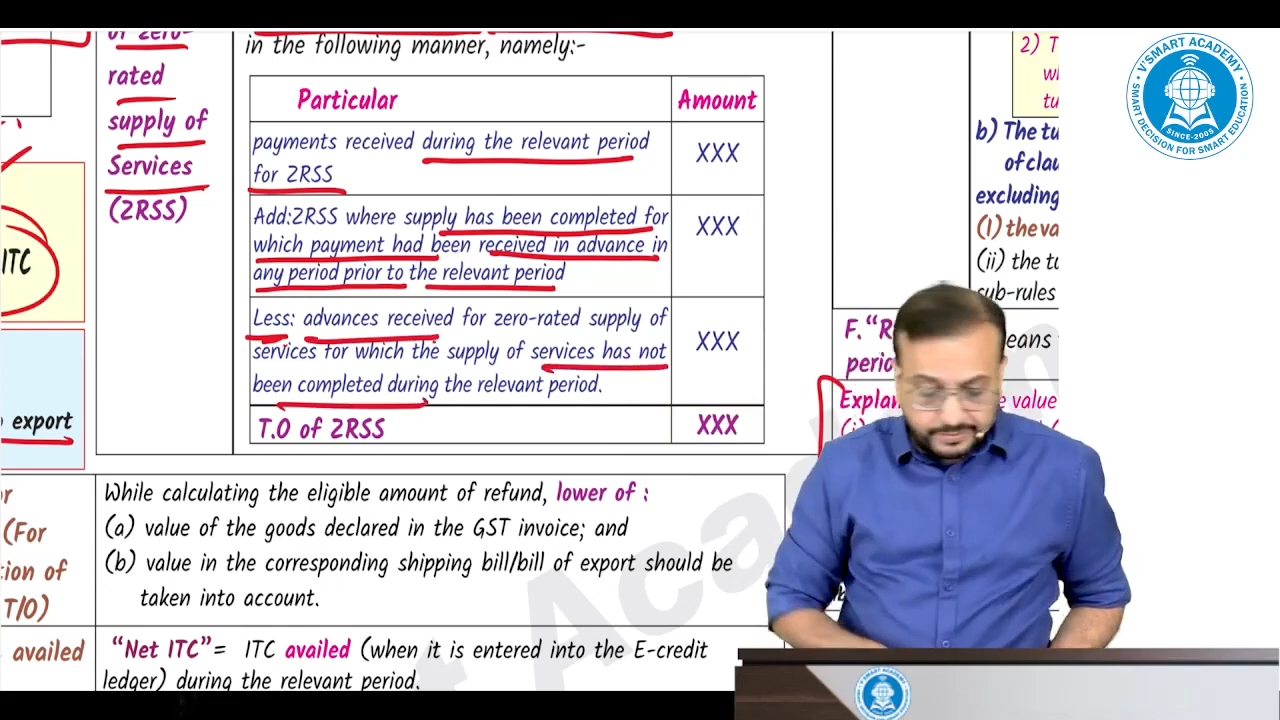 of zero-
rated
supply of
Services
(ZRSS)
in the following manner, namely:-
Particular Amount
payments received during the relevant period XXX
for ZRSS
Add:ZRSS where supply has been completed for XXX
which payment had been received in advance in
any period prior to the relevant period
Less: advances received for zero-rated supply of XXX
services for which the supply of services has not
been completed during the relevant period.
T.O of ZRSS XXX
ITC
export
(For
T/O)
While calculating the eligible amount of refund, lower of :
(a) value of the goods declared in the GST invoice; and
(b) value in the corresponding shipping bill/bill of export should be
taken into account.
availed
"Net ITC"= ITC availed (when it is entered into the E-credit
ledger) during the relevant period.
2)
b) The
excluding
(I)
(ii) the
sub-rules
F.
value
V'SMART ACADEMY
SMART DECISION FOR SMART EDUCATION
SINCE-2005